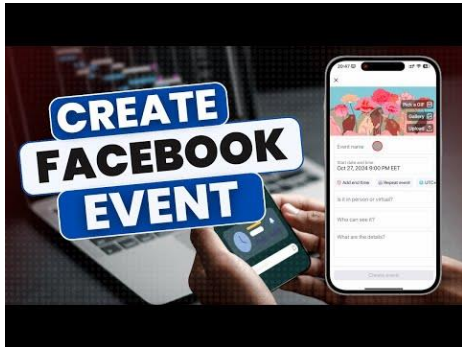 CREATE
FACEBOOK
EVENT
20:47
Pick a GIF
Gallery
Upload
Event name
Start date and time
Oct 27, 2024 9:00 PM EET
Add end time
Repeat event
Is it in person or virtual?
Who can see it?
What are the details?
Create event